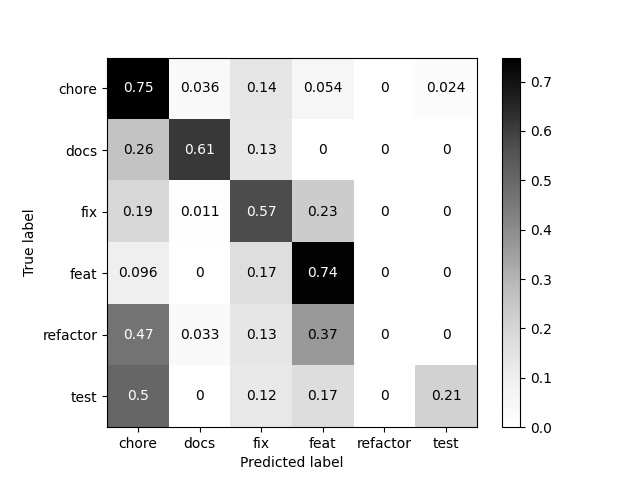 chore 0.75 0.036 0.14 0.054 0 0.024
docs 0.26 0.61 0.13 0 0 0
fix 0.19 0.011 0.57 0.23 0 0
feat 0.096 0 0.17 0.74 0 0
refactor 0.47 0.033 0.13 0.37 0 0
test 0.5 0 0.12 0.17 0 0.21
chore docs fix feat refactor test
Predicted label
True label
0.7
0.6
0.5
0.4
0.3
0.2
0.1
0.0